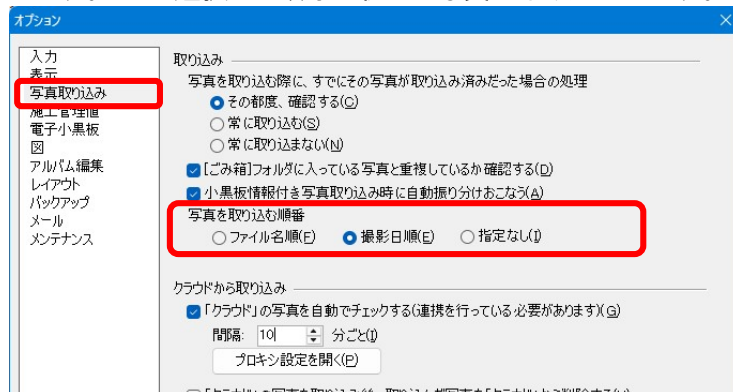 オプション
入力
表示
写真取り込み
施工管理値
電子小黒板
図
アルバム編集
レイアウト
バックアップ
メール
メンテナンス
取り込み
写真を取り込む際に、すでにその写真が取り込み済みだった場合の処理
その都度、確認する(C)
常に取り込む(S)
常に取り込まない(N)
[ごみ箱]フォルダに入っている写真と重複しているか確認する(D)
小黒板情報付き写真取り込み時に自動振り分けおこなう(A)
写真を取り込む順番
ファイル名順(F)
撮影日順(E)
指定なし(I)
クラウドから取り込み
「クラウド」の写真を自動でチェックする(連携を行っている必要があります)(G)
間隔: 10 分ごと(I)
プロキシ設定を開く(P)